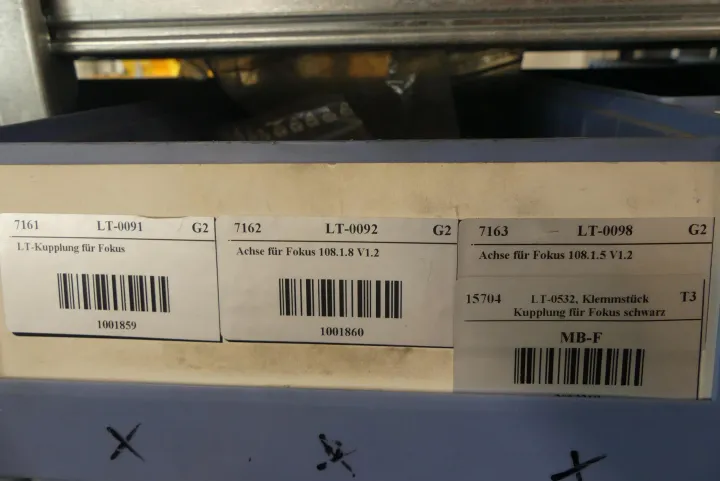 7161 LT-0091 G2
LT-Kupplung für Fokus
1001859
7162 LT-0092 G2
Achse für Fokus 108.1.8 V1.2
1001860
7163 LT-0098 G2
Achse für Fokus 108.1.5 V1.2
15704 LT-0532, Klemmstück T3
Kupplung für Fokus schwarz
MB-F